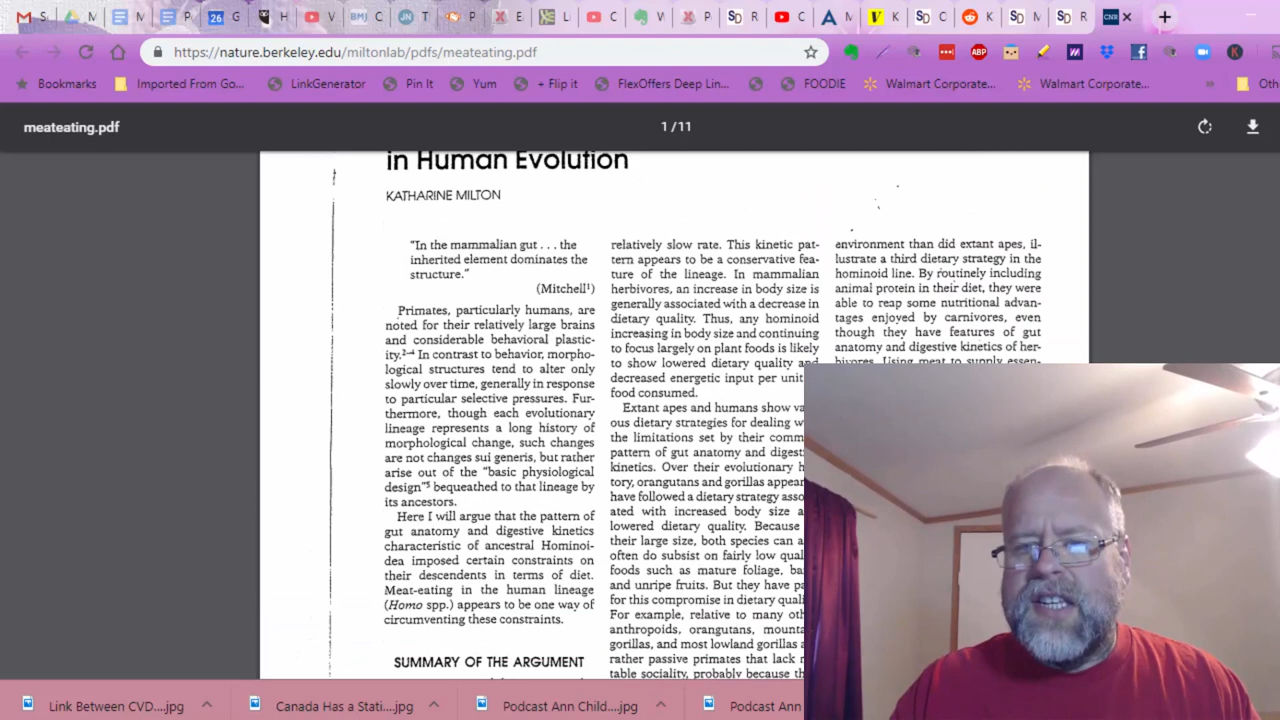 M S
M
P
26 G
H
V
BMJ C
JN T
P
E
L
C
W
P
SD R
C
A M
V K
SD C
K
SD M
SD R
CNR
https://nature.berkeley.edu/miltonlab/pdfs/meateating.pdf
ABP
K
Bookmarks
Imported From Go...
LinkGenerator
Pin It
Yum
+ Flip it
FlexOffers Deep Lin...
FOODIE
Walmart Corporate...
Walmart Corporate...
»
Oth
meateating.pdf
1 / 11
in Human Evolution
KATHARINE MILTON
“In the mammalian gut . . . the
inherited element dominates the
structure.”
(Mitchell¹)
Primates, particularly humans, are
noted for their relatively large brains
and considerable behavioral plastic-
ity.²⁻⁴ In contrast to behavior, morpho-
logical structures tend to alter only
slowly over time, generally in response
to particular selective pressures. Fur-
thermore, though each evolutionary
lineage represents a long history of
morphological change, such changes
are not changes sui generis, but rather
arise out of the “basic physiological
design”⁵ bequeathed to that lineage by
its ancestors.
Here I will argue that the pattern of
gut anatomy and digestive kinetics
characteristic of ancestral Hominoi-
dea imposed certain constraints on
their descendents in terms of diet.
Meat-eating in the human lineage
(Homo spp.) appears to be one way of
circumventing these constraints.
SUMMARY OF THE ARGUMENT
relatively slow rate. This kinetic pat-
tern appears to be a conservative fea-
ture of the lineage. In mammalian
herbivores, an increase in body size is
generally associated with a decrease in
dietary quality. Thus, any hominoid
increasing in body size and continuing
to focus largely on plant foods is likely
to show lowered dietary quality and
decreased energetic input per unit
food consumed.
Extant apes and humans show va
ous dietary strategies for dealing w
the limitations set by their comm
pattern of gut anatomy and digest
kinetics. Over their evolutionary h
tory, orangutans and gorillas appear
have followed a dietary strategy asso
ated with increased body size a
lowered dietary quality. Because
their large size, both species can a
often do subsist on fairly low qual
foods such as mature foliage, ba
and unripe fruits. But they have pa
for this compromise in dietary quali
For example, relative to many oth
anthropoids, orangutans, mounta
gorillas, and most lowland gorillas a
rather passive primates that lack n
table sociality, probably because th
environment than did extant apes, il-
lustrate a third dietary strategy in the
hominoid line. By routinely including
animal protein in their diet, they were
able to reap some nutritional advan-
tages enjoyed by carnivores, even
though they have features of gut
anatomy and digestive kinetics of her-
bivores. Using meat to supply essen-
Link Between CVD....jpg
Canada Has a Stati....jpg
Podcast Ann Child....jpg
Podcast Ann